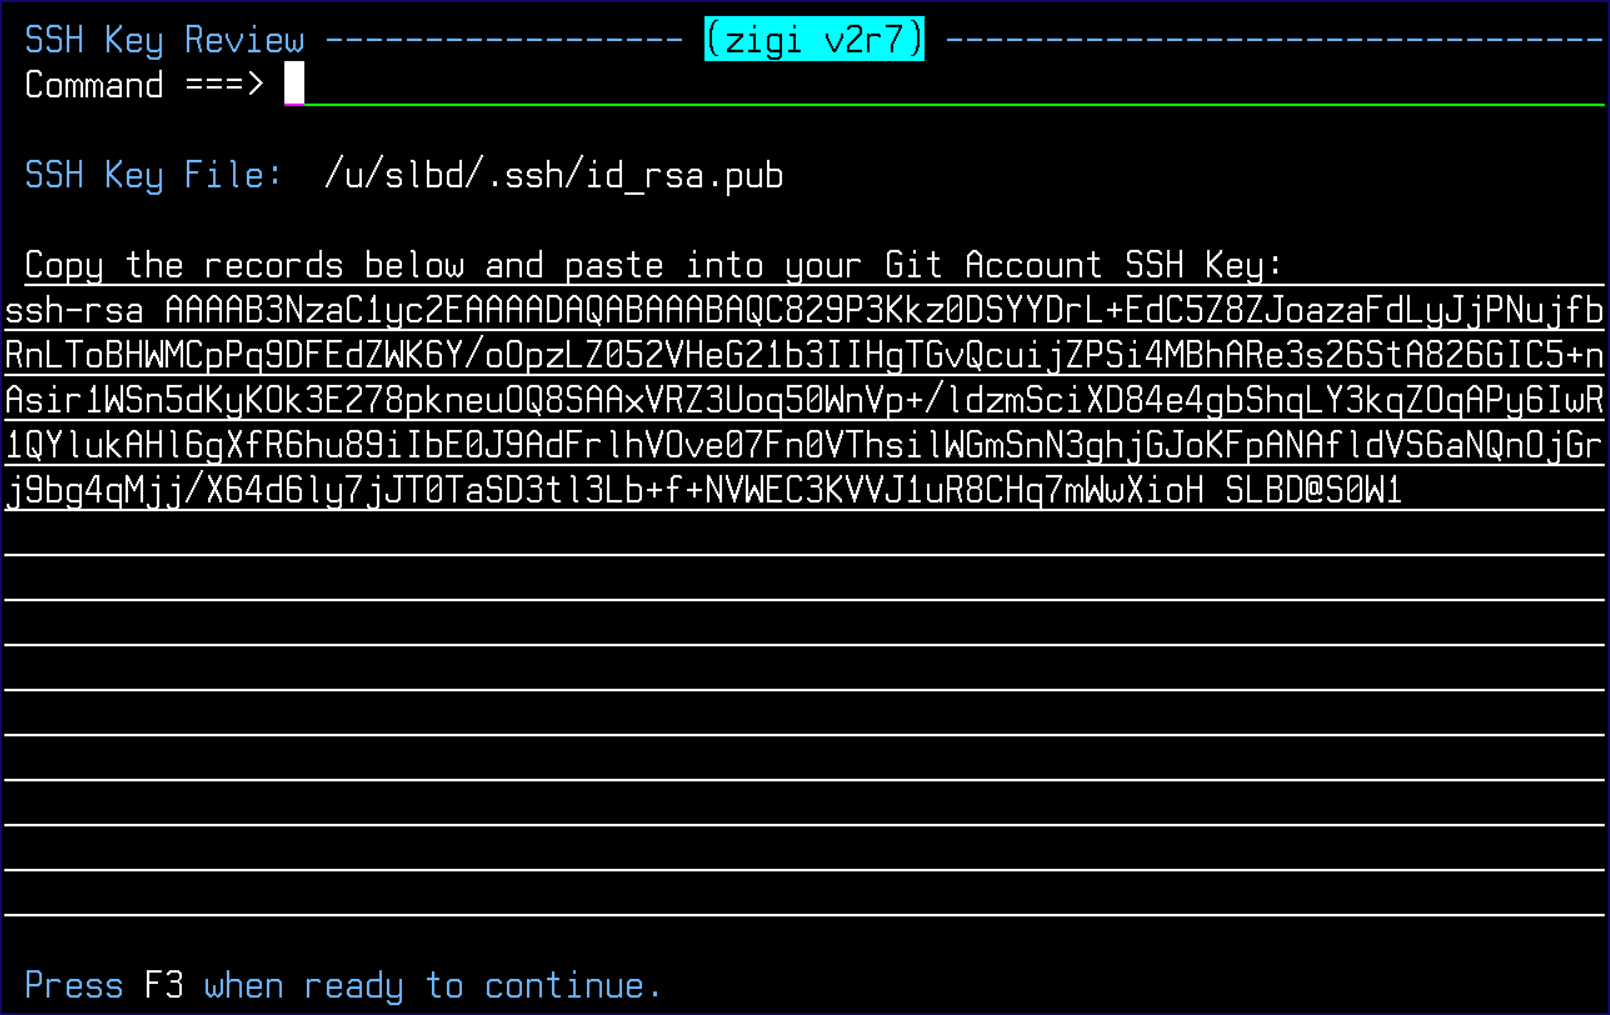 SSH Key Review ------------------ (zigi v2r7) ---------------------------------
Command ===>
SSH Key File:  /u/slbd/.ssh/id_rsa.pub
Copy the records below and paste into your Git Account SSH Key:
ssh-rsa AAAAB3NzaC1yc2EAAAADAQABAAABAQC829P3Kkz0DSYYDrL+EdC5Z8ZJoazaFdLyJjPNujfb
RnLToBHWMCpPq9DFEdZWK6Y/oOpzLZ052VHeG21b3IIHgTGvQcuijZPSi4MBhARe3s26StA826GIC5+n
Asir1WSn5dKyKOk3E278pkneuOQ8SAAxVRZ3Uoq50WnVp+/ldzmSciXD84e4gbShqLY3kqZOqAPy6IwR
1QYlukAHl6gXfR6hu89iIbE0J9AdFrlhVOve07Fn0VThsilWGmSnN3ghjGJoKFpANAfldVS6aNQnOjGr
j9bg4qMjj/X64d6ly7jJT0TaSD3tl3Lb+f+NVWEC3KVVJ1uR8CHq7mWwXioH SLBD@S0W1
Press F3 when ready to continue.